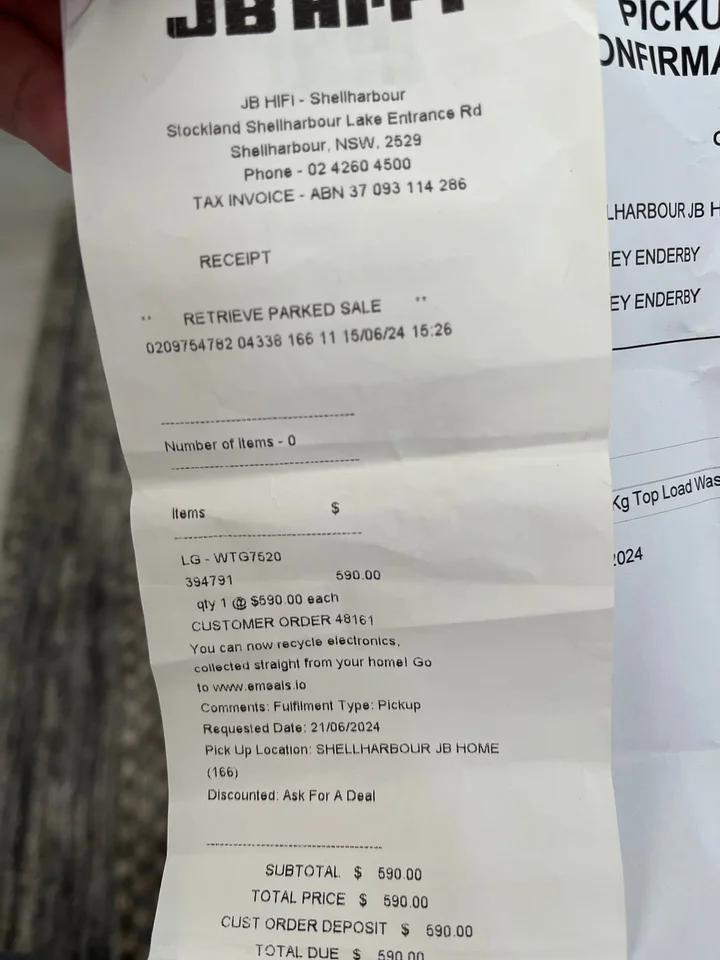 JB HI-FI
JB HIFI - Shellharbour
Stockland Shellharbour Lake Entrance Rd
Shellharbour, NSW, 2529
Phone - 02 4260 4500
TAX INVOICE - ABN 37 093 114 286
RECEIPT
** RETRIEVE PARKED SALE **
0209754782 04338 166 11 15/06/24 15:26
Number of Items - 0
Items $
LG - WTG7520
394791 590.00
qty 1 @ $590.00 each
CUSTOMER ORDER 48161
You can now recycle electronics,
collected straight from your home! Go
to www.emeals.io
Comments: Fulfilment Type: Pickup
Requested Date: 21/06/2024
Pick Up Location: SHELLHARBOUR JB HOME
(166)
Discounted: Ask For A Deal
SUBTOTAL $ 590.00
TOTAL PRICE $ 590.00
CUST ORDER DEPOSIT $ 590.00
TOTAL DUE $ 590.00
PICKU
ONFIRMA
LHARBOUR JB H
EY ENDERBY
EY ENDERBY
Kg Top Load Was
2024